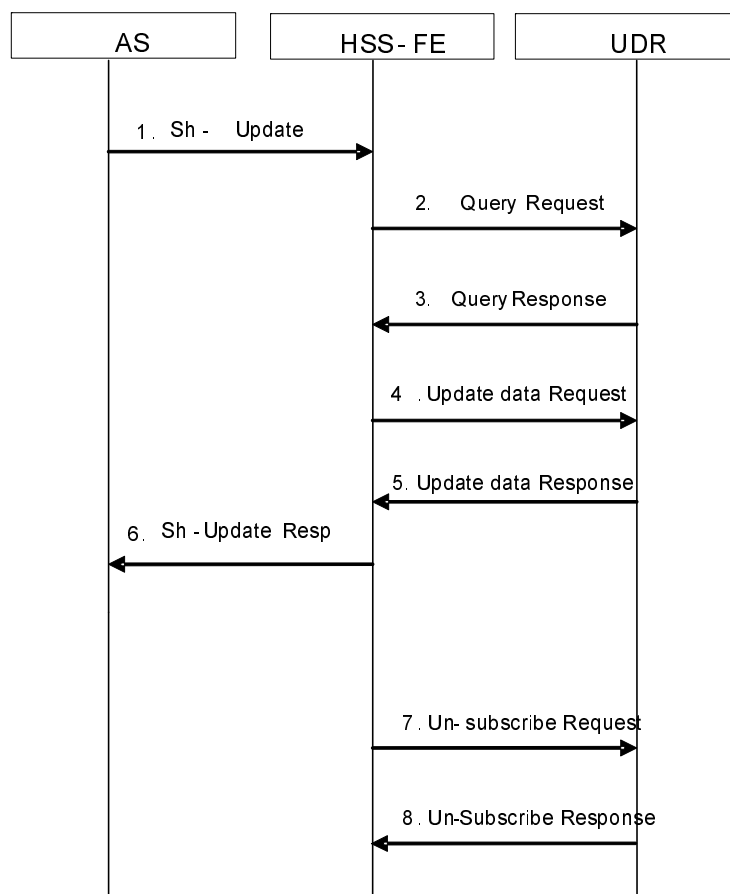 AS
HSS-FE
UDR
1. Sh - Update
2. Query Request
3. Query Response
4 . Update data Request
5. Update data Response
6. Sh -Update Resp
7. Un- subscribe Request
8. Un-Subscribe Response